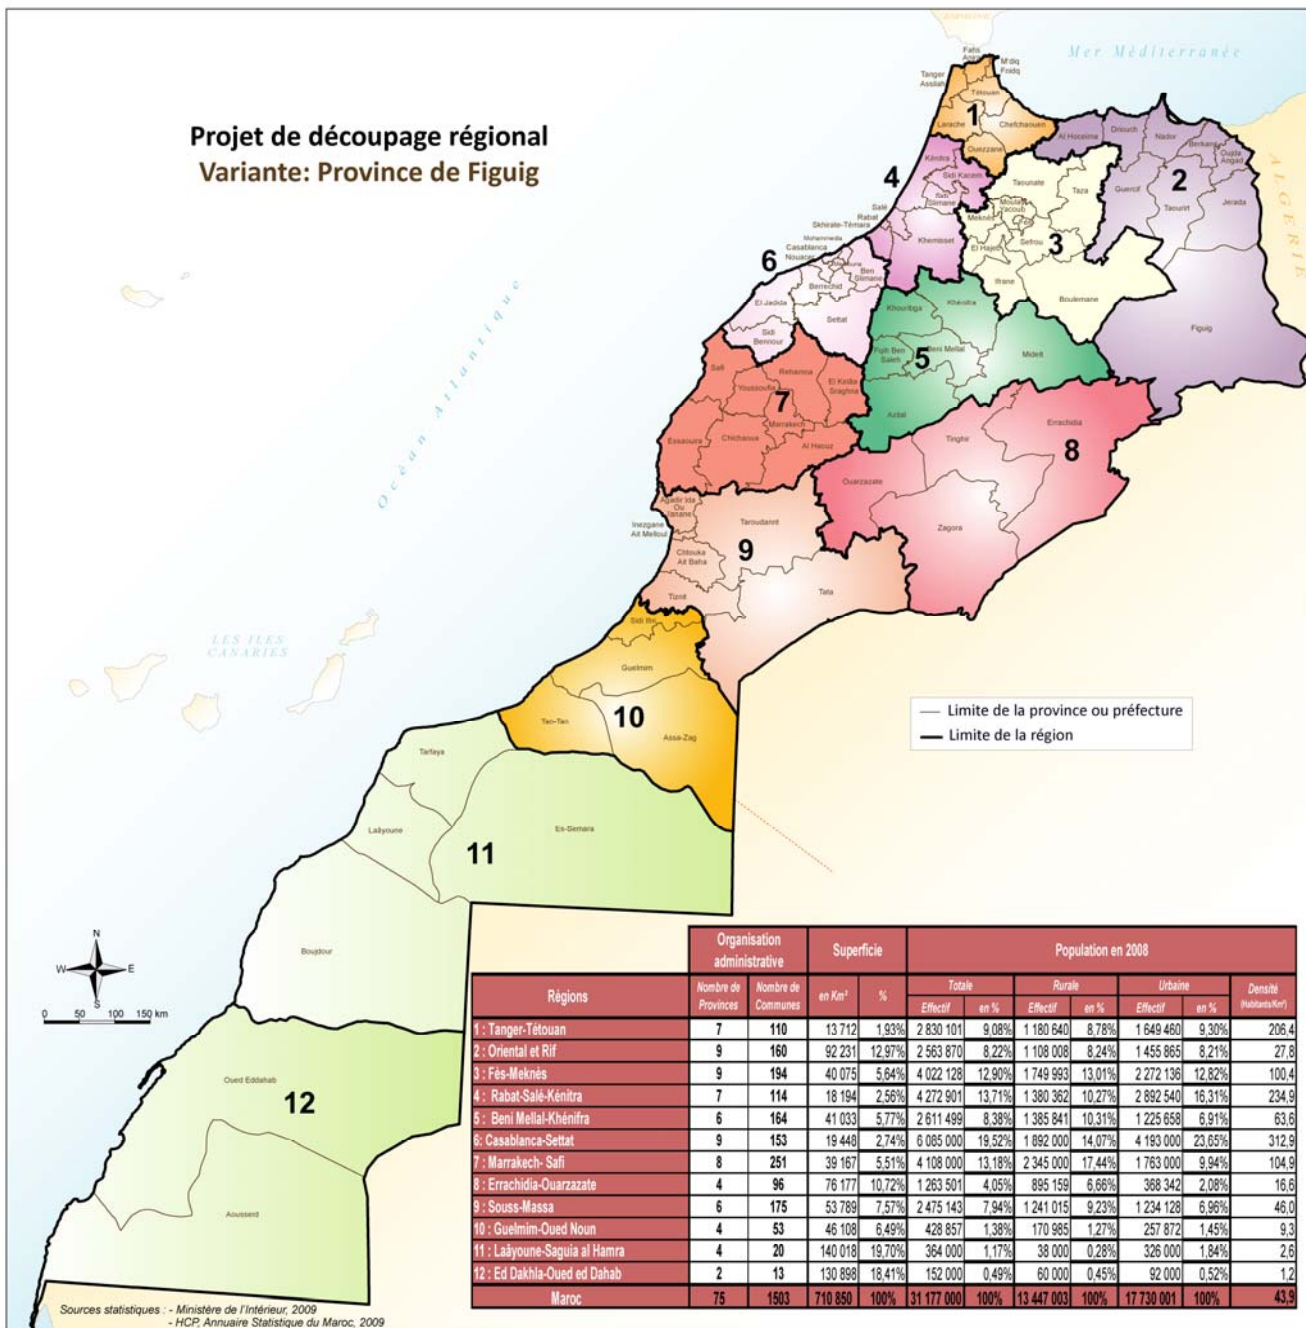 Projet de découpage régional
Variante: Province de Figuig
Mer Méditerranée
ALGERIE
Océan Atlantique
LES ILES
CANARIES
Fahs
M'diq
Fnidq
Tanger
Assilah
Tétouan
1
Larache
Chefchaouen
Ouezzane
Al Hoceima
Driouch
Nador
Berkane
Oujda
Angad
2
Guercif
Taourirt
Jerada
Figuig
4
Kénitra
Sidi Kacem
Sidi
Slimane
Salé
Rabat
Skhirate-Témara
Khemisset
Taounate
Taza
Moulay
Yacoub
Meknès
Fès
Sefrou
El Hajeb
3
Ifrane
Boulemane
6
Mohammedia
Casablanca
Nouacer
Ben
Slimane
Berrechid
El Jadida
Settat
Sidi
Bennour
Khouribga
Khénifra
Fqih Ben
Saleh
Beni Mellal
5
Midelt
Azilal
Safi
Rehamna
Youssoufia
El Kelâa
Sraghna
7
Marrakech
Essaouira
Chichaoua
Al Haouz
Errachidia
Tinghir
8
Ouarzazate
Zagora
Agadir Ida
Ou
Tanane
Inezgane
Ait Melloul
Taroudannt
9
Chtouka
Ait Baha
Tiznit
Tata
Sidi Ifni
Guelmim
10
Tan-Tan
Assa-Zag
Limite de la province ou préfecture
Limite de la région
Tarfaya
Laâyoune
Es-Semara
11
Boujdour
N
W E
S
0 50 100 150 km
Oued Eddahab
12
Aousseid
Régions Organisation administrative Superficie Population en 2008
Nombre de Provinces Nombre de Communes en Km² % Totale Rurale Urbaine Densité (Habitants/Km²)
Effectif en % Effectif en % Effectif en %
1 : Tanger-Tétouan 7 110 13 712 1,93% 2 830 101 9,08% 1 180 640 8,78% 1 649 460 9,30% 206,4
2 : Oriental et Rif 9 160 92 231 12,97% 2 563 870 8,22% 1 108 008 8,24% 1 455 865 8,21% 27,8
3 : Fès-Meknès 9 194 40 075 5,64% 4 022 128 12,90% 1 749 993 13,01% 2 272 136 12,82% 100,4
4 : Rabat-Salé-Kénitra 7 114 18 194 2,56% 4 272 901 13,71% 1 380 362 10,27% 2 892 540 16,31% 234,9
5 : Beni Mellal-Khénifra 6 164 41 033 5,77% 2 611 499 8,38% 1 385 841 10,31% 1 225 658 6,91% 63,6
6: Casablanca-Settat 9 153 19 448 2,74% 6 085 000 19,52% 1 892 000 14,07% 4 193 000 23,65% 312,9
7 : Marrakech- Safi 8 251 39 167 5,51% 4 108 000 13,18% 2 345 000 17,44% 1 763 000 9,94% 104,9
8 : Errachidia-Ouarzazate 4 96 76 177 10,72% 1 263 501 4,05% 895 159 6,66% 368 342 2,08% 16,6
9 : Souss-Massa 6 175 53 789 7,57% 2 475 143 7,94% 1 241 015 9,23% 1 234 128 6,96% 46,0
10 : Guelmim-Oued Noun 4 53 46 108 6,49% 428 857 1,38% 170 985 1,27% 257 872 1,45% 9,3
11 : Laâyoune-Saguia al Hamra 4 20 140 018 19,70% 364 000 1,17% 38 000 0,28% 326 000 1,84% 2,6
12 : Ed Dakhla-Oued ed Dahab 2 13 130 898 18,41% 152 000 0,49% 60 000 0,45% 92 000 0,52% 1,2
Maroc 75 1503 710 850 100% 31 177 000 100% 13 447 003 100% 17 730 001 100% 43,9
Sources statistiques : - Ministère de l'Intérieur, 2009
- HCP, Annuaire Statistique du Maroc, 2009